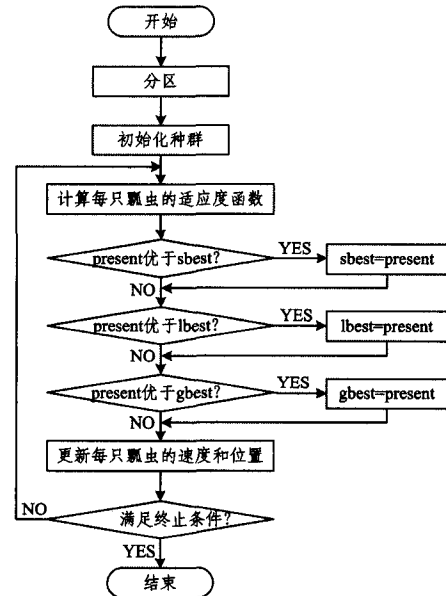 开始
分区
初始化种群
计算每只瓢虫的适应度函数
present优于sbest?
YES
sbest=present
NO
present优于lbest?
YES
lbest=present
NO
present优于gbest?
YES
gbest=present
NO
更新每只瓢虫的速度和位置
NO
满足终止条件?
YES
结束